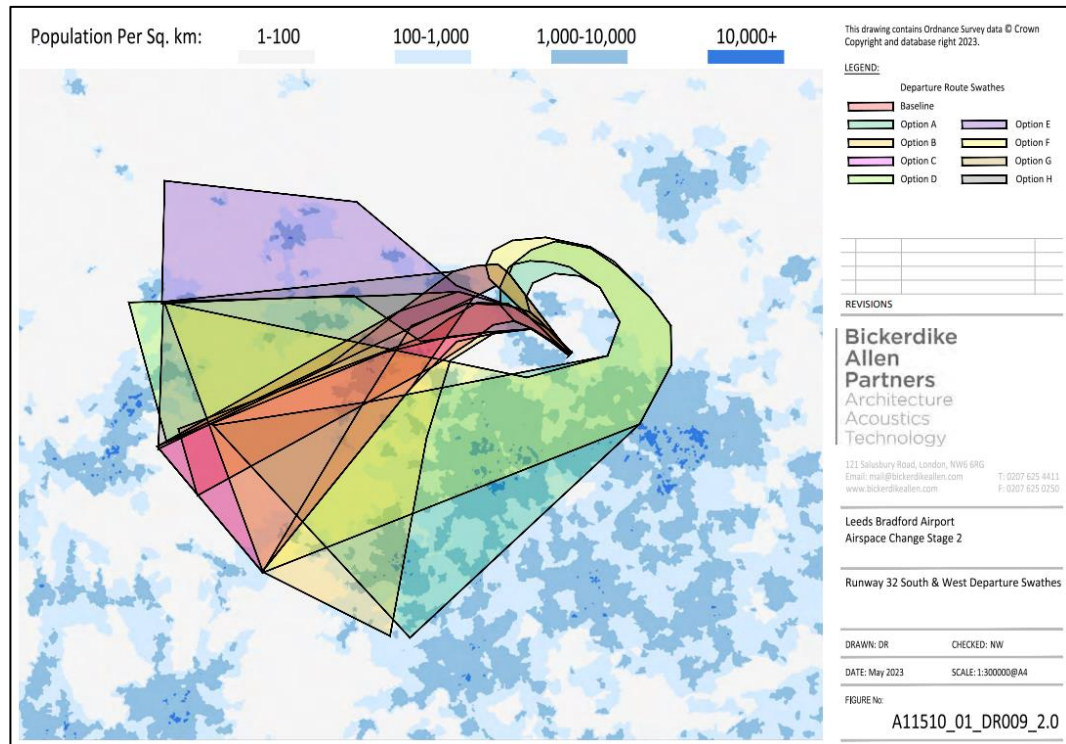 Population Per Sq. km: 1-100 100-1,000 1,000-10,000 10,000+
This drawing contains Ordnance Survey data © Crown
Copyright and database right 2023.
LEGEND:
Departure Route Swathes
Baseline
Option A Option E
Option B Option F
Option C Option G
Option D Option H
REVISIONS
Bickerdike
Allen
Partners
Architecture
Acoustics
Technology
121 Salusbury Road, London, NW6 6RG
Email: mail@bickerdikeallen.com T: 0207 625 4411
www.bickerdikeallen.com F: 0207 625 0250
Leeds Bradford Airport
Airspace Change Stage 2
Runway 32 South & West Departure Swathes
DRAWN: DR CHECKED: NW
DATE: May 2023 SCALE: 1:300000@A4
FIGURE No:
A11510_01_DR009_2.0